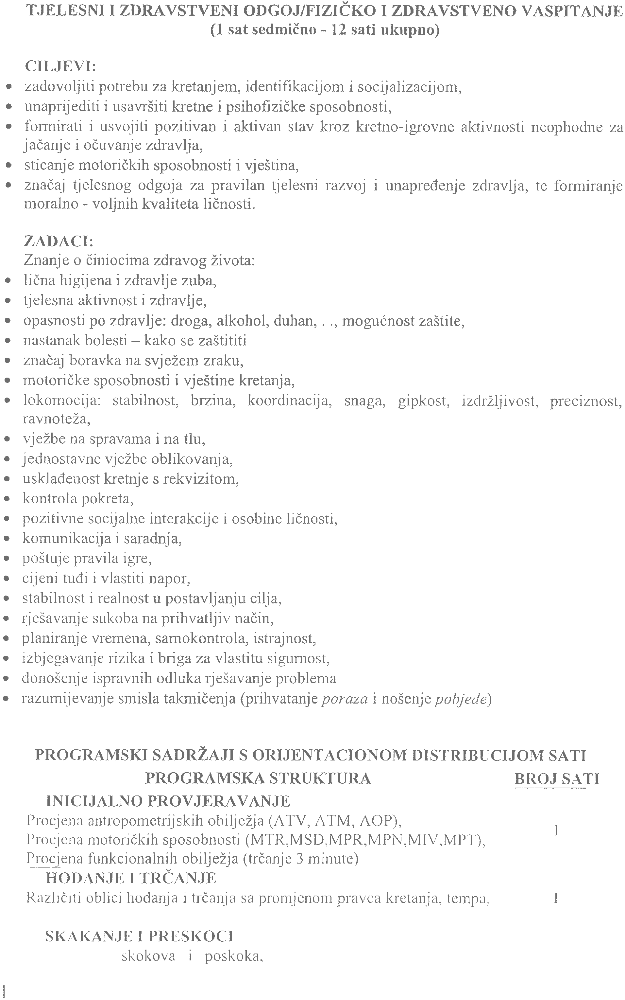 TJELESNI I ZDRAVSTVENI ODGOJ/FIZIČKO I ZDRAVSTVENO VASPITANJE
(1 sat sedmično - 12 sati ukupno)
CILJEVI:
• zadovoljiti potrebu za kretanjem, identifikacijom i socijalizacijom,
• unaprijediti i usavršiti kretne i psihofizičke sposobnosti,
• formirati i usvojiti pozitivan i aktivan stav kroz kretno-igrovne aktivnosti neophodne za
jačanje i očuvanje zdravlja,
• sticanje motoričkih sposobnosti i vještina,
• značaj tjelesnog odgoja za pravilan tjelesni razvoj i unapređenje zdravlja, te formiranje
moralno - voljnih kvaliteta ličnosti.
ZADACI:
Znanje o činiocima zdravog života:
• lična higijena i zdravlje zuba,
• tjelesna aktivnost i zdravlje,
• opasnosti po zdravlje: droga, alkohol, duhan, . ., mogućnost zaštite,
• nastanak bolesti – kako se zaštititi
• značaj boravka na svježem zraku,
• motoričke sposobnosti i vještine kretanja,
• lokomocija: stabilnost, brzina, koordinacija, snaga, gipkost, izdržljivost, preciznost,
ravnoteža,
• vježbe na spravama i na tlu,
• jednostavne vježbe oblikovanja,
• usklađenost kretnje s rekvizitom,
• kontrola pokreta,
• pozitivne socijalne interakcije i osobine ličnosti,
• komunikacija i saradnja,
• poštuje pravila igre,
• cijeni tuđi i vlastiti napor,
• stabilnost i realnost u postavljanju cilja,
• rješavanje sukoba na prihvatljiv način,
• planiranje vremena, samokontrola, istrajnost,
• izbjegavanje rizika i briga za vlastitu sigurnost,
• donošenje ispravnih odluka rješavanje problema
• razumijevanje smisla takmičenja (prihvatanje poraza i nošenje pobjede)
PROGRAMSKI SADRŽAJI S ORIJENTACIONOM DISTRIBUCIJOM SATI
PROGRAMSKA STRUKTURA BROJ SATI
INICIJALNO PROVJERAVANJE
Procjena antropometrijskih obilježja (ATV, ATM, AOP),
1
Procjena motoričkih sposobnosti (MTR,MSD,MPR,MPN,MIV,MPT),
Procjena funkcionalnih obilježja (trčanje 3 minute)
HODANJE I TRČANJE
Različiti oblici hodanja i trčanja sa promjenom pravca kretanja, tempa, 1
SKAKANJE I PRESKOCI
skokova i poskoka,